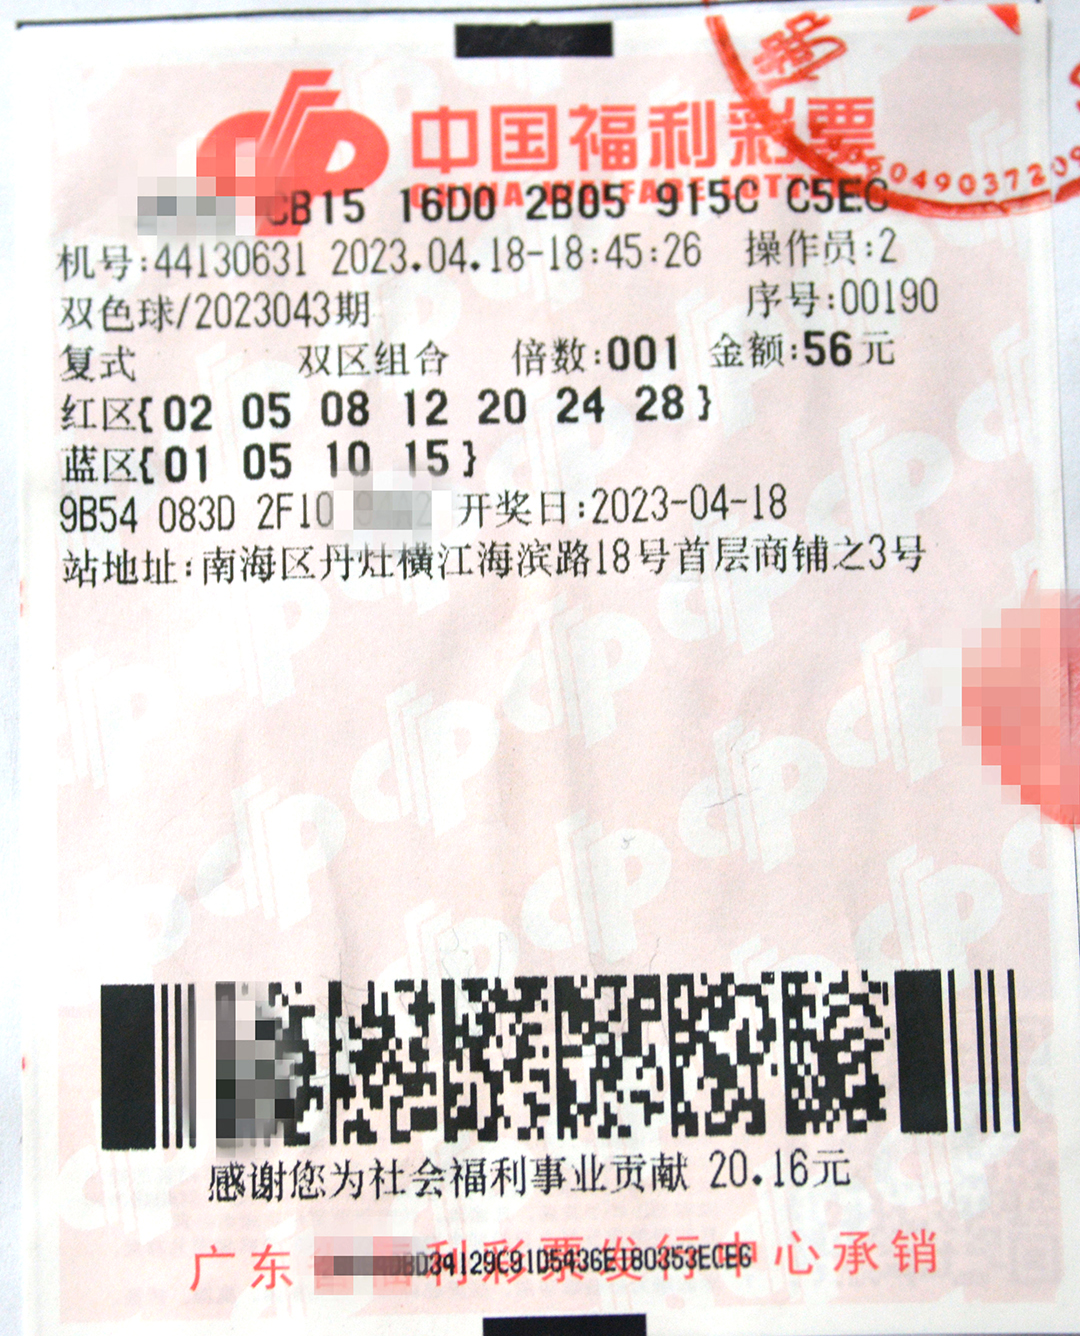 中国福利彩票
CB15 16D0 2B05 915C C5EC
机号:44130631 2023.04.18-18:45:26 操作员:2
双色球/2023043期 序号:00190
复式 双区组合 倍数:001 金额:56元
红区{02 05 08 12 20 24 28}
蓝区{01 05 10 15}
9B54 083D 2F10 开奖日:2023-04-18
站地址:南海区丹灶横江海滨路18号首层商铺之3号
感谢您为社会福利事业贡献 20.16元
广东 福利彩票发行中心承销
BD34129C91D5436E180353ECEG